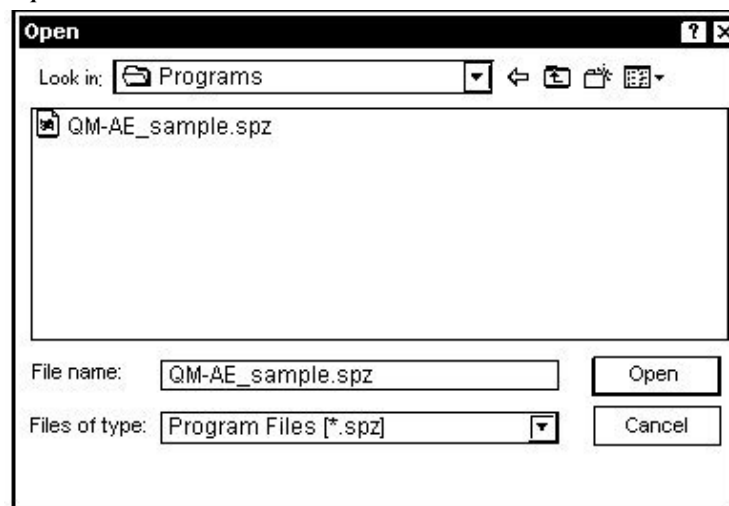 Open
Look in: Programs
QM-AE_sample.spz
File name: QM-AE_sample.spz Open
Files of type: Program Files [*.spz] Cancel